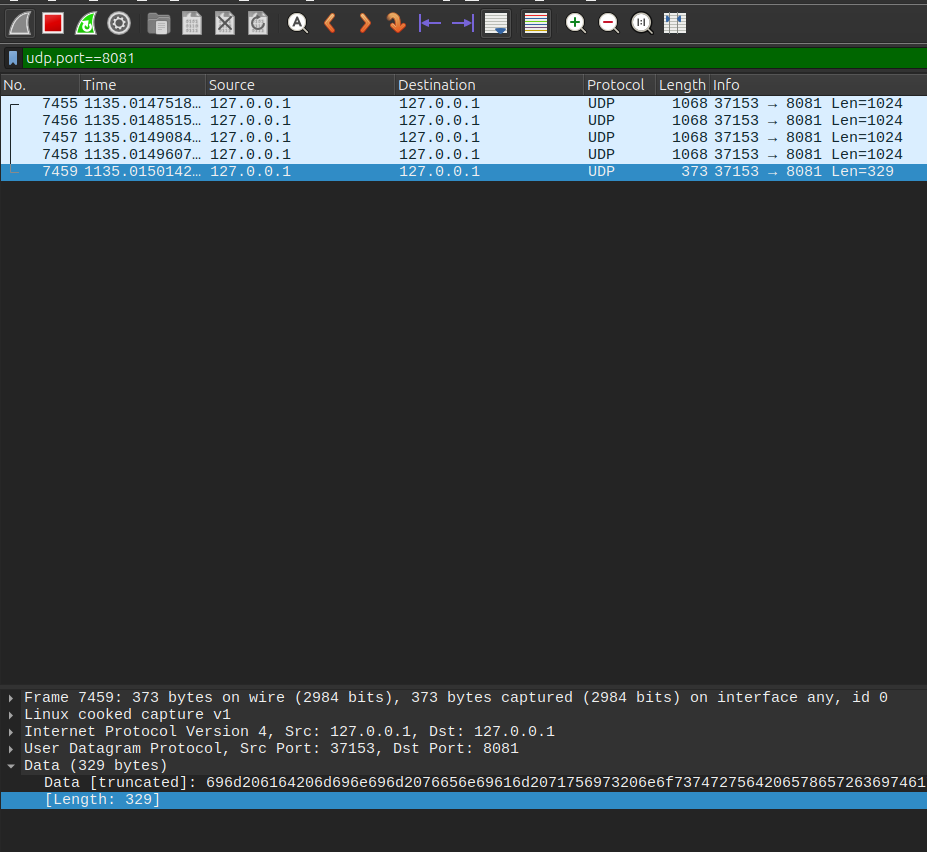 udp.port==8081
No. Time Source Destination Protocol Length Info
7455 1135.0147518… 127.0.0.1 127.0.0.1 UDP 1068 37153 → 8081 Len=1024
7456 1135.0148515… 127.0.0.1 127.0.0.1 UDP 1068 37153 → 8081 Len=1024
7457 1135.0149084… 127.0.0.1 127.0.0.1 UDP 1068 37153 → 8081 Len=1024
7458 1135.0149607… 127.0.0.1 127.0.0.1 UDP 1068 37153 → 8081 Len=1024
7459 1135.0150142… 127.0.0.1 127.0.0.1 UDP 373 37153 → 8081 Len=329
Frame 7459: 373 bytes on wire (2984 bits), 373 bytes captured (2984 bits) on interface any, id 0
Linux cooked capture v1
Internet Protocol Version 4, Src: 127.0.0.1, Dst: 127.0.0.1
User Datagram Protocol, Src Port: 37153, Dst Port: 8081
Data (329 bytes)
Data [truncated]: 696d206164206d696e696d2076656e69616d2071756973206e6f737472756420657865726369​7461
[Length: 329]